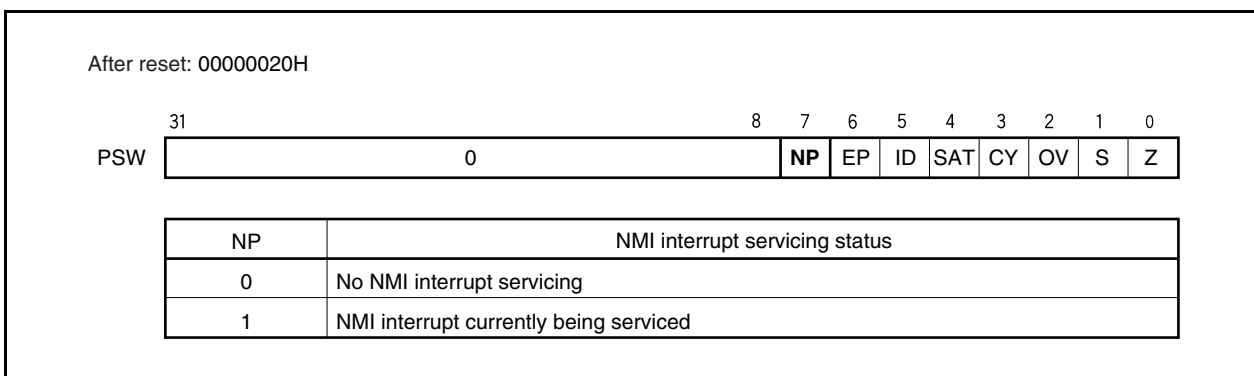 After reset: 00000020H
31 8 7 6 5 4 3 2 1 0
PSW 0 NP EP ID SAT CY OV S Z
NP NMI interrupt servicing status
0 No NMI interrupt servicing
1 NMI interrupt currently being serviced